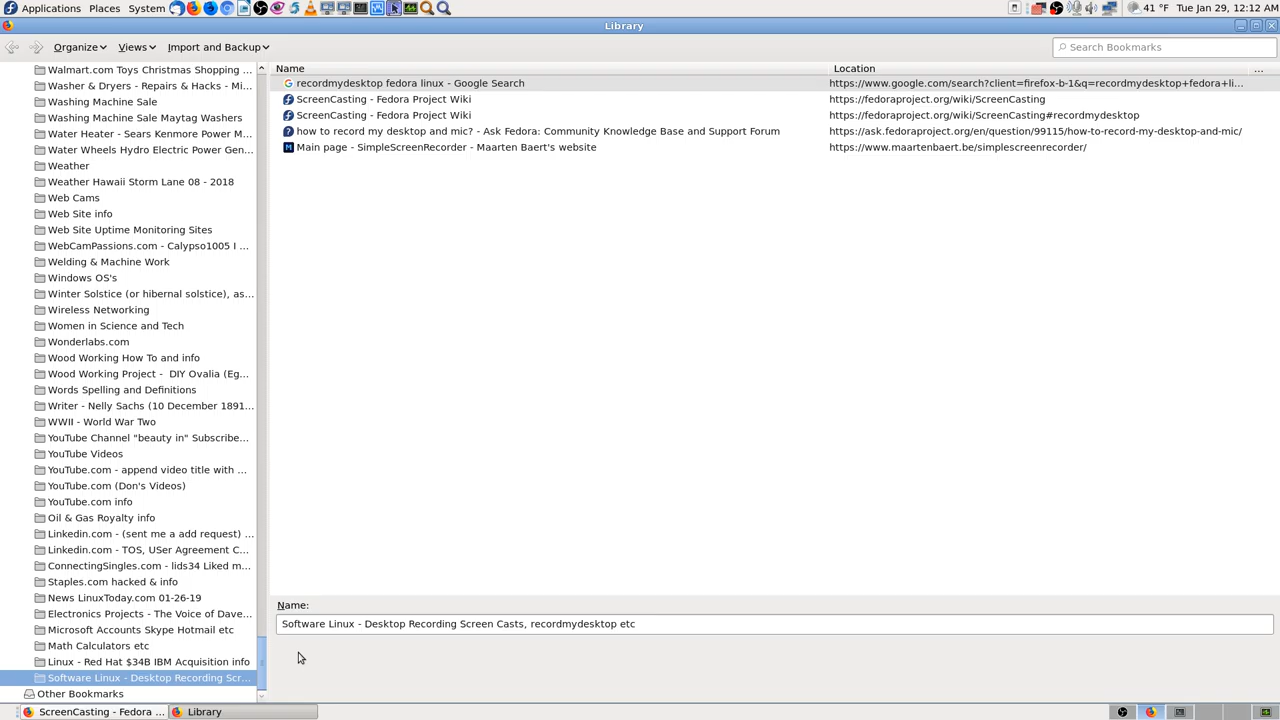 Applications Places System 41 °F Tue Jan 29, 12:12 AM
Library
Organize Views Import and Backup Search Bookmarks
Name Location ...
Walmart.com Toys Christmas Shopping ...
Washer & Dryers - Repairs & Hacks - Mi...
Washing Machine Sale
Washing Machine Sale Maytag Washers
Water Heater - Sears Kenmore Power M...
Water Wheels Hydro Electric Power Gen...
Weather
Weather Hawaii Storm Lane 08 - 2018
Web Cams
Web Site info
Web Site Uptime Monitoring Sites
WebCamPassions.com - Calypso1005 I ...
Welding & Machine Work
Windows OS's
Winter Solstice (or hibernal solstice), as...
Wireless Networking
Women in Science and Tech
Wonderlabs.com
Wood Working How To and info
Wood Working Project - DIY Ovalia (Eg...
Words Spelling and Definitions
Writer - Nelly Sachs (10 December 1891...
WWII - World War Two
YouTube Channel "beauty in" Subscribe...
YouTube Videos
YouTube.com - append video title with ...
YouTube.com (Don's Videos)
YouTube.com info
Oil & Gas Royalty info
Linkedin.com - (sent me a add request) ...
Linkedin.com - TOS, USer Agreement C...
ConnectingSingles.com - lids34 Liked m...
Staples.com hacked & info
News LinuxToday.com 01-26-19
Electronics Projects - The Voice of Dave...
Microsoft Accounts Skype Hotmail etc
Math Calculators etc
Linux - Red Hat $34B IBM Acquisition info
Software Linux - Desktop Recording Scr...
Other Bookmarks
recordmydesktop fedora linux - Google Search https://www.google.com/search?client=firefox-b-1&q=recordmydesktop+fedora+li...
ScreenCasting - Fedora Project Wiki https://fedoraproject.org/wiki/ScreenCasting
ScreenCasting - Fedora Project Wiki https://fedoraproject.org/wiki/ScreenCasting#recordmydesktop
how to record my desktop and mic? - Ask Fedora: Community Knowledge Base and Support Forum https://ask.fedoraproject.org/en/question/99115/how-to-record-my-desktop-and-mic/
Main page - SimpleScreenRecorder - Maarten Baert's website https://www.maartenbaert.be/simplescreenrecorder/
Name:
Software Linux - Desktop Recording Screen Casts, recordmydesktop etc
ScreenCasting - Fedora ... Library